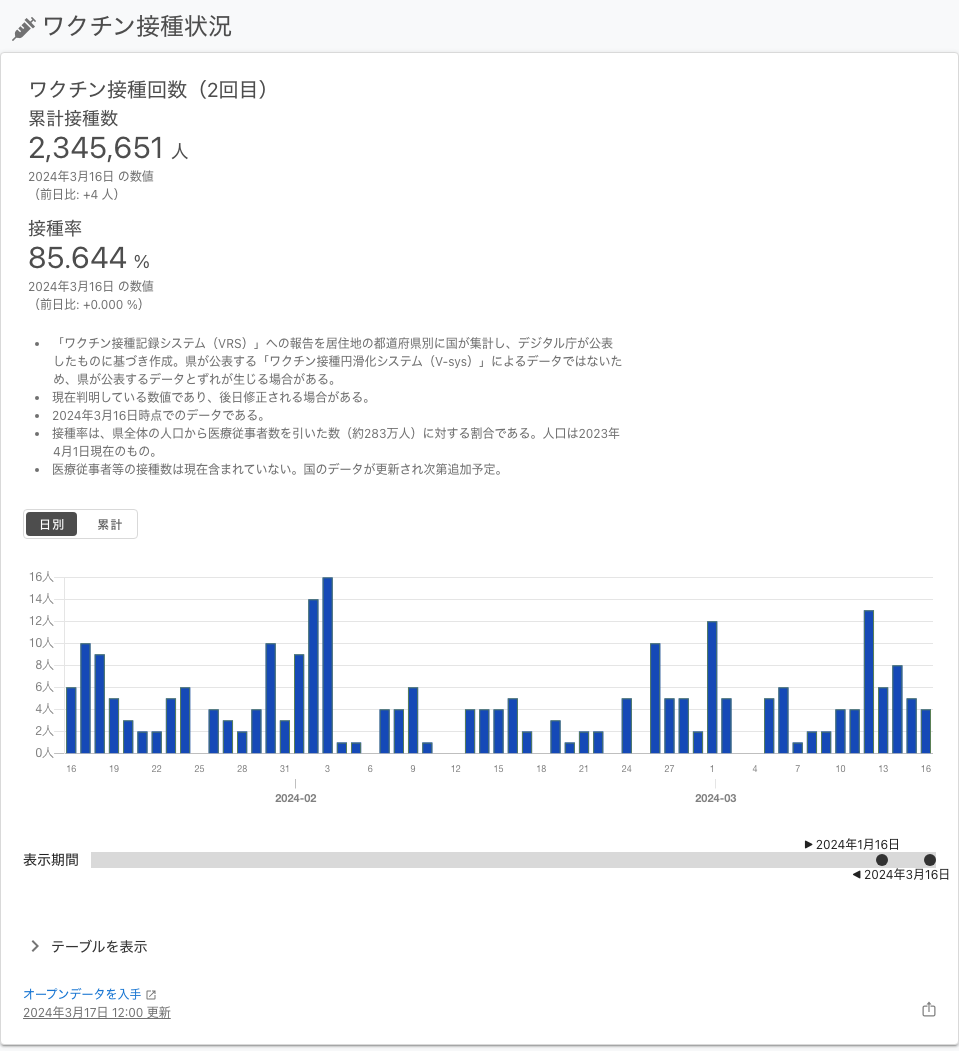 ワクチン接種状況
ワクチン接種回数（2回目）
累計接種数
2,345,651 人
2024年3月16日 の数値
（前日比: +4 人）
接種率
85.644 %
2024年3月16日 の数値
（前日比: +0.000 %）
• 「ワクチン接種記録システム（VRS）」への報告を居住地の都道府県別に国が集計し、デジタル庁が公表
したものに基づき作成。県が公表する「ワクチン接種円滑化システム（V-sys）」によるデータではないた
め、県が公表するデータとずれが生じる場合がある。
• 現在判明している数値であり、後日修正される場合がある。
• 2024年3月16日時点でのデータである。
• 接種率は、県全体の人口から医療従事者数を引いた数（約283万人）に対する割合である。人口は2023年
4月1日現在のもの。
• 医療従事者等の接種数は現在含まれていない。国のデータが更新され次第追加予定。
日別 累計
16人
14人
12人
10人
8人
6人
4人
2人
0人
16 19 22 25 28 31 3 6 9 12 15 18 21 24 27 1 4 7 10 13 16
2024-02 2024-03
▶ 2024年1月16日
表示期間
◀ 2024年3月16日
テーブルを表示
オープンデータを入手
2024年3月17日 12:00 更新